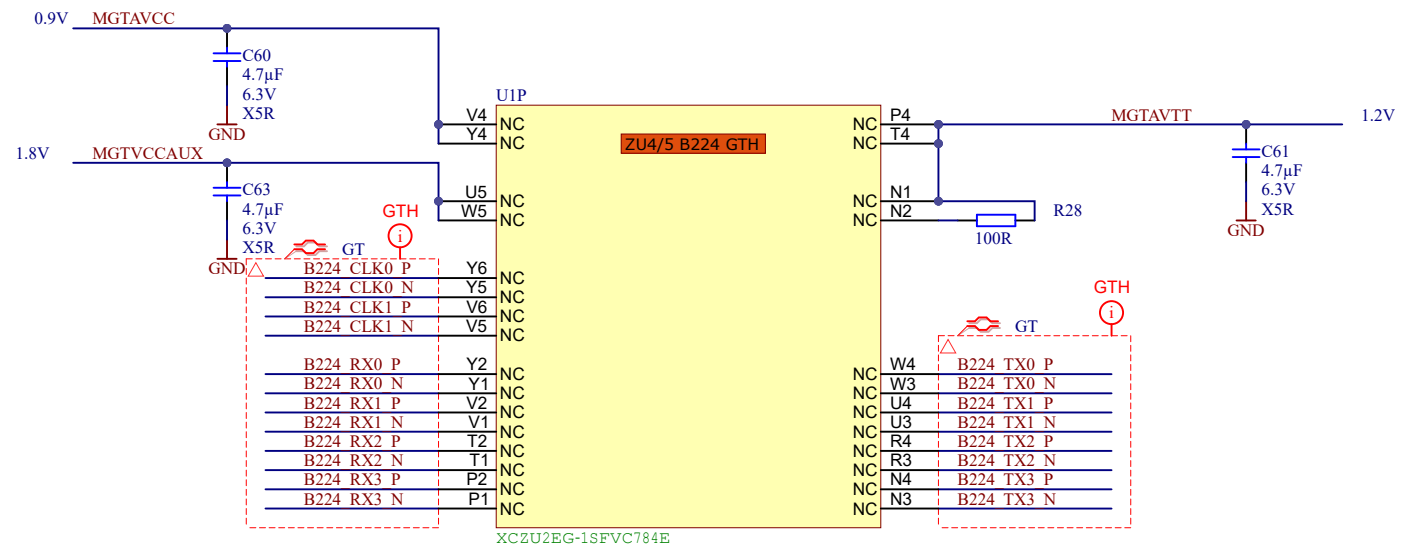 0.9V MGTAVCC
C60
4.7µF
6.3V
X5R
GND
1.8V MGTVCCAUX
C63
4.7µF
6.3V
X5R
GND
GTH
i
GT
B224_CLK0_P
B224_CLK0_N
B224_CLK1_P
B224_CLK1_N
B224_RX0_P
B224_RX0_N
B224_RX1_P
B224_RX1_N
B224_RX2_P
B224_RX2_N
B224_RX3_P
B224_RX3_N
U1P
ZU4/5 B224 GTH
V4 NC
Y4 NC
U5 NC
W5 NC
Y6 NC
Y5 NC
V6 NC
V5 NC
Y2 NC
Y1 NC
V2 NC
V1 NC
T2 NC
T1 NC
P2 NC
P1 NC
NC P4
NC T4
NC N1
NC N2
NC W4
NC W3
NC U4
NC U3
NC R4
NC R3
NC N4
NC N3
XCZU2EG-1SFVC784E
MGTAVTT 1.2V
C61
4.7µF
6.3V
X5R
GND
R28
100R
GTH
i
GT
B224_TX0_P
B224_TX0_N
B224_TX1_P
B224_TX1_N
B224_TX2_P
B224_TX2_N
B224_TX3_P
B224_TX3_N